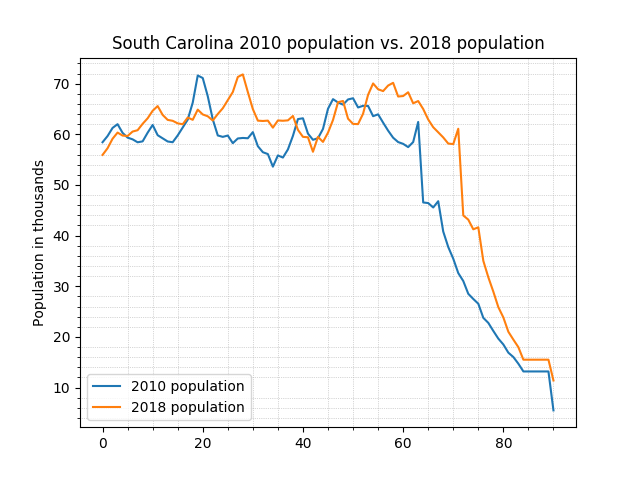 South Carolina 2010 population vs. 2018 population
Population in thousands
70
60
50
40
30
20
10
2010 population
2018 population
0 20 40 60 80